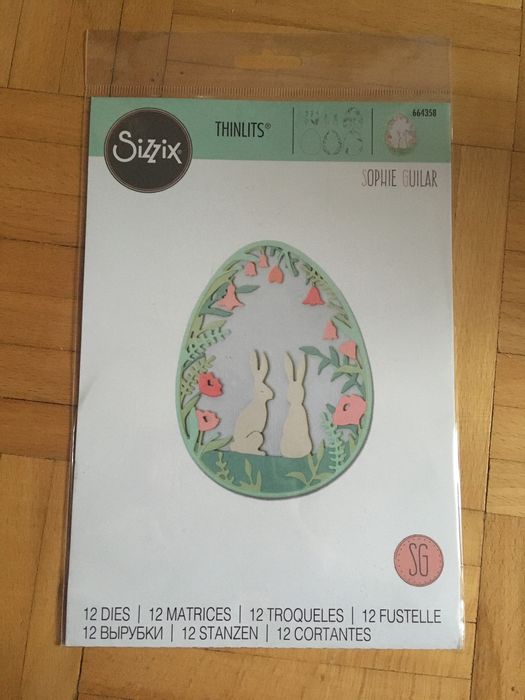 Sizzix
THINLITS®
664358
SOPHIE GUILAR
SG
12 DIES | 12 MATRICES | 12 TROQUELES | 12 FUSTELLE
12 ВЫРУБКИ | 12 STANZEN | 12 CORTANTES